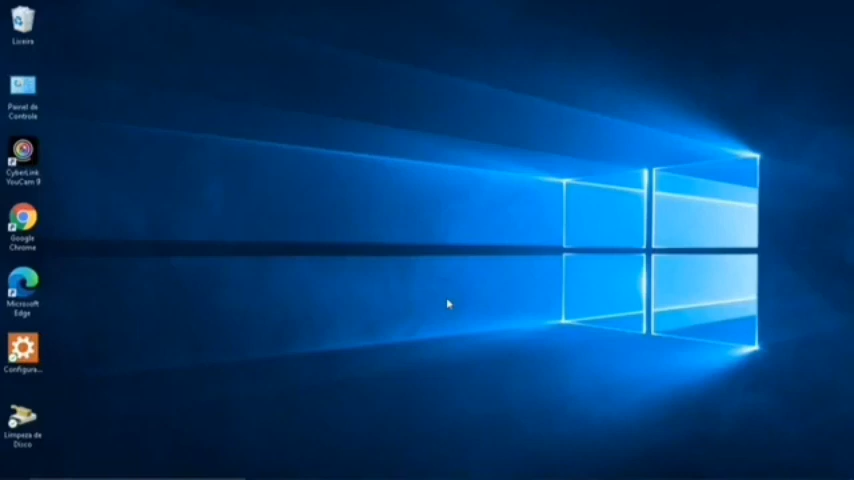 Lixeira
Painel de
Controle
CyberLink
YouCam 9
Google
Chrome
Microsoft
Edge
Configura...
Limpeza de
Disco